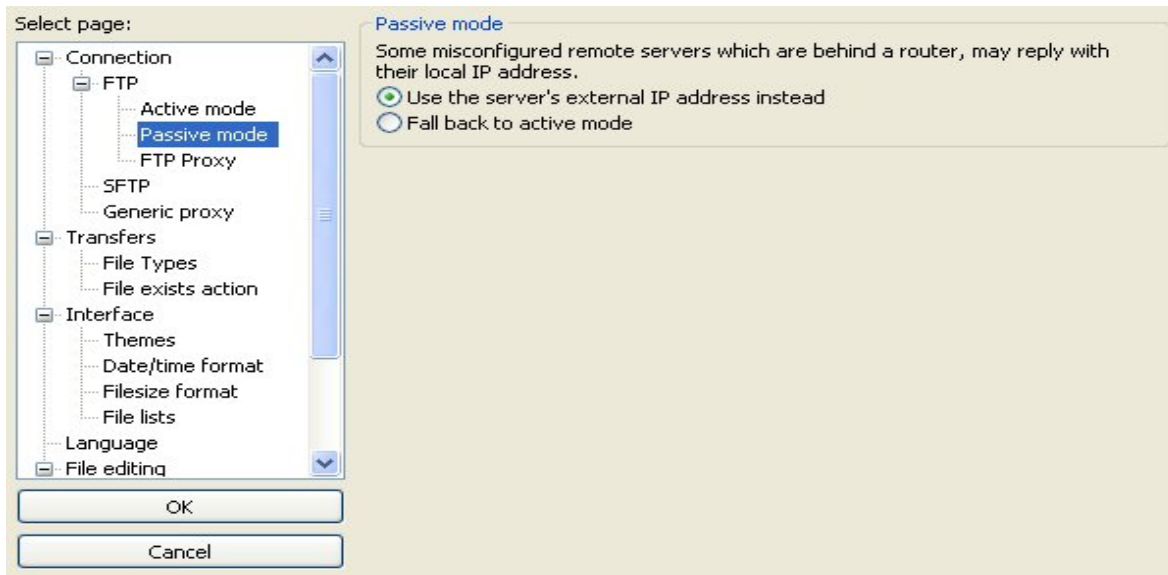 Select page:
Connection
FTP
Active mode
Passive mode
FTP Proxy
SFTP
Generic proxy
Transfers
File Types
File exists action
Interface
Themes
Date/time format
Filesize format
File lists
Language
File editing
OK
Cancel
Passive mode
Some misconfigured remote servers which are behind a router, may reply with
their local IP address.
Use the server's external IP address instead
Fall back to active mode